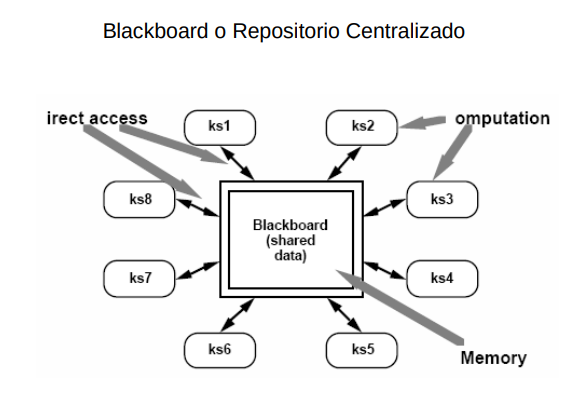 Blackboard o Repositorio Centralizado
irect access
ks1
ks2
omputation
ks8
ks3
Blackboard
(shared
data)
ks7
ks4
ks6
ks5
Memory